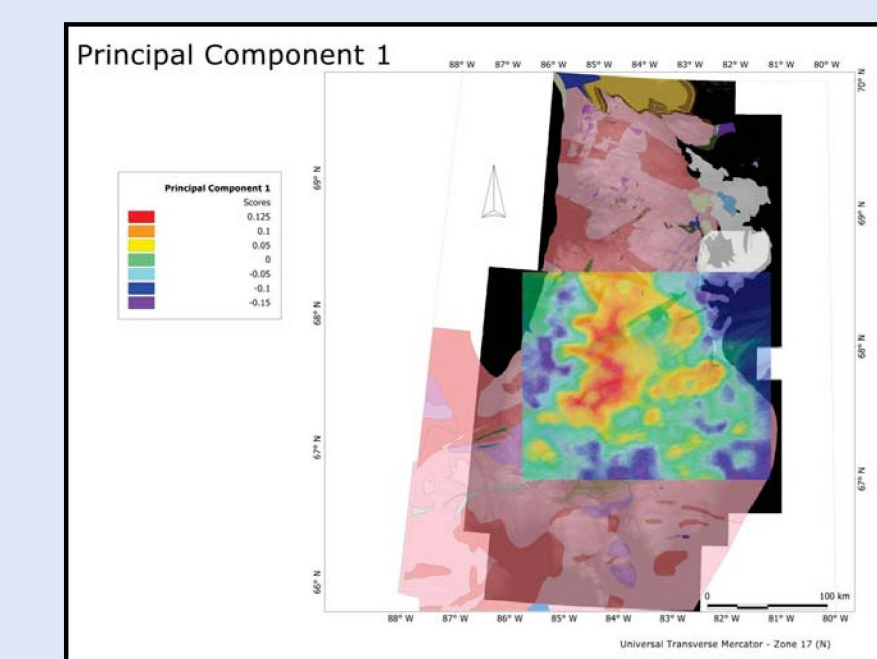 Principal Component 1
88° W 87° W 86° W 85° W 84° W 83° W 82° W 81° W 80° W
70° N
69° N
69° N
68° N
68° N
67° N
67° N
66° N
Principal Component 1
Scores
0.125
0.1
0.05
0
-0.05
-0.1
-0.15
0 100 km
88° W 87° W 86° W 85° W 84° W 83° W 82° W 81° W 80° W
Universal Transverse Mercator - Zone 17 (N)